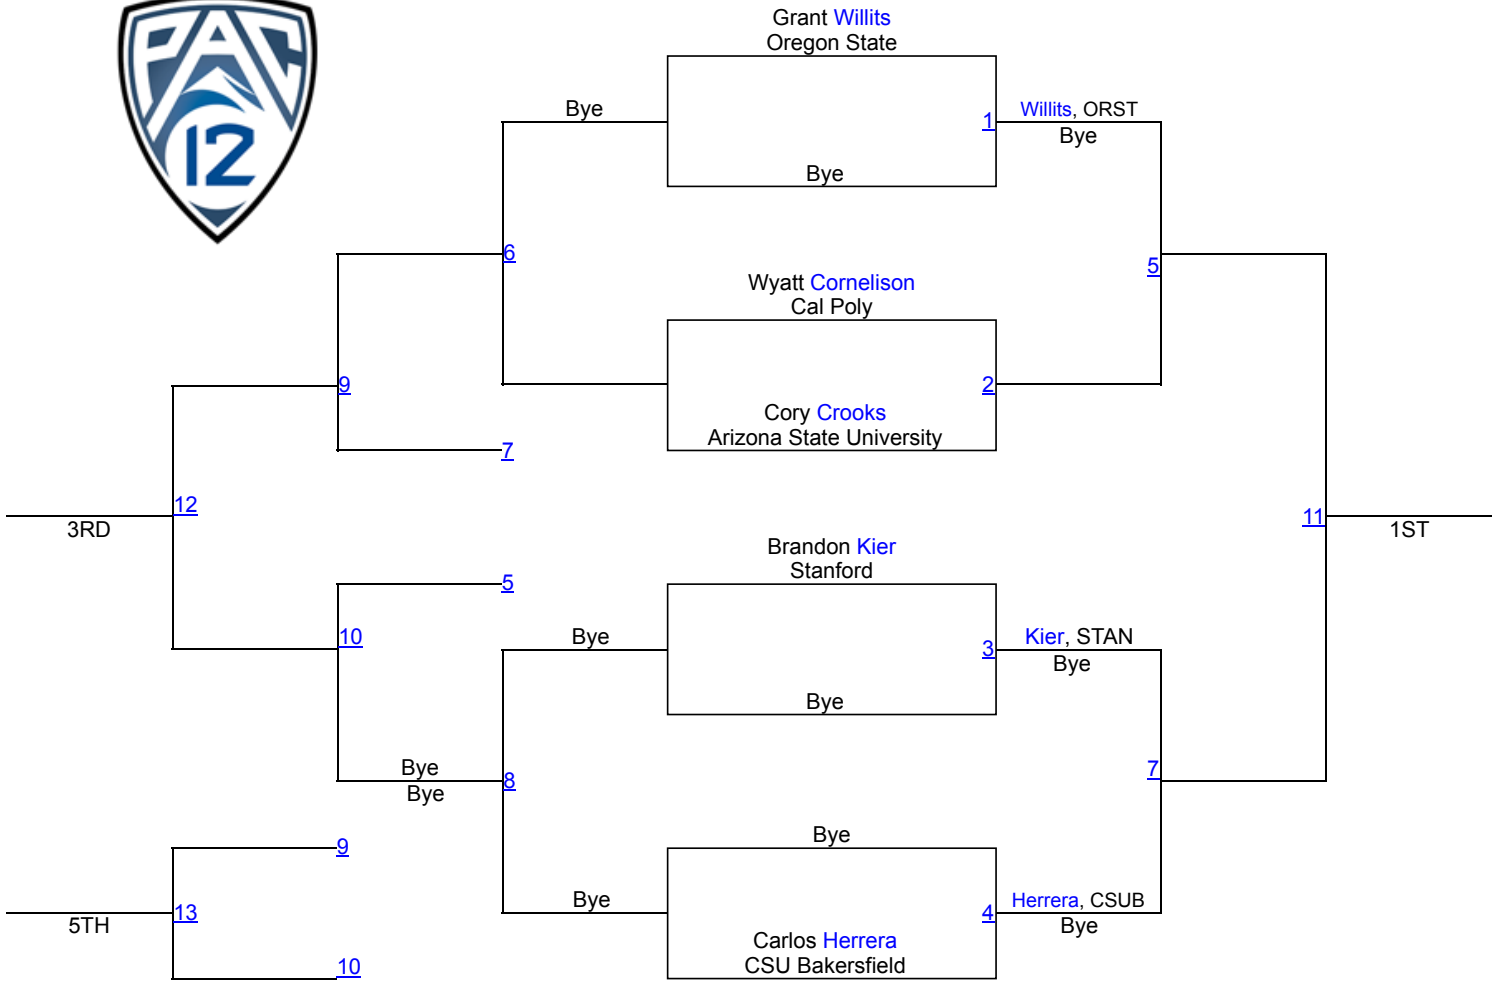 PAC
12
Grant Willits
Oregon State
Bye
1
Willits, ORST
Bye
Bye
6
5
Wyatt Cornelison
Cal Poly
9
2
Cory Crooks
Arizona State University
7
12
3RD
11
1ST
Brandon Kier
Stanford
5
10
Bye
3
Kier, STAN
Bye
Bye
Bye
Bye
8
7
Bye
9
Bye
4
Herrera, CSUB
Bye
13
5TH
Carlos Herrera
CSU Bakersfield
10